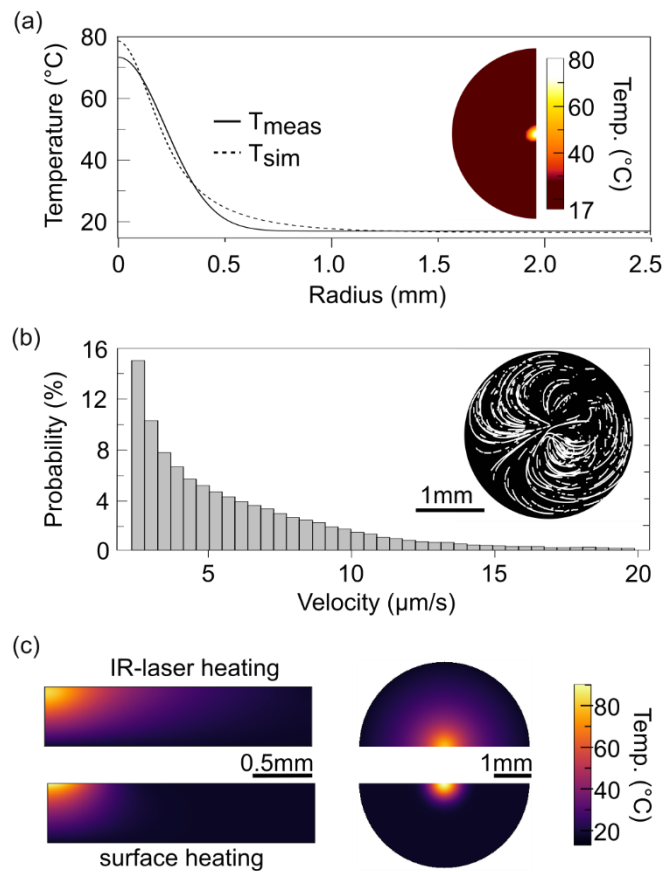 (a)
80
60
40
20
Temperature (°C)
T meas
T sim
80
60
40
17
Temp. (°C)
0 0.5 1.0 1.5 2.0 2.5
Radius (mm)
(b)
16
12
8
4
0
Probability (%)
1mm
5 10 15 20
Velocity (µm/s)
(c)
IR-laser heating
0.5mm
surface heating
1mm
80
60
40
20
Temp. (°C)